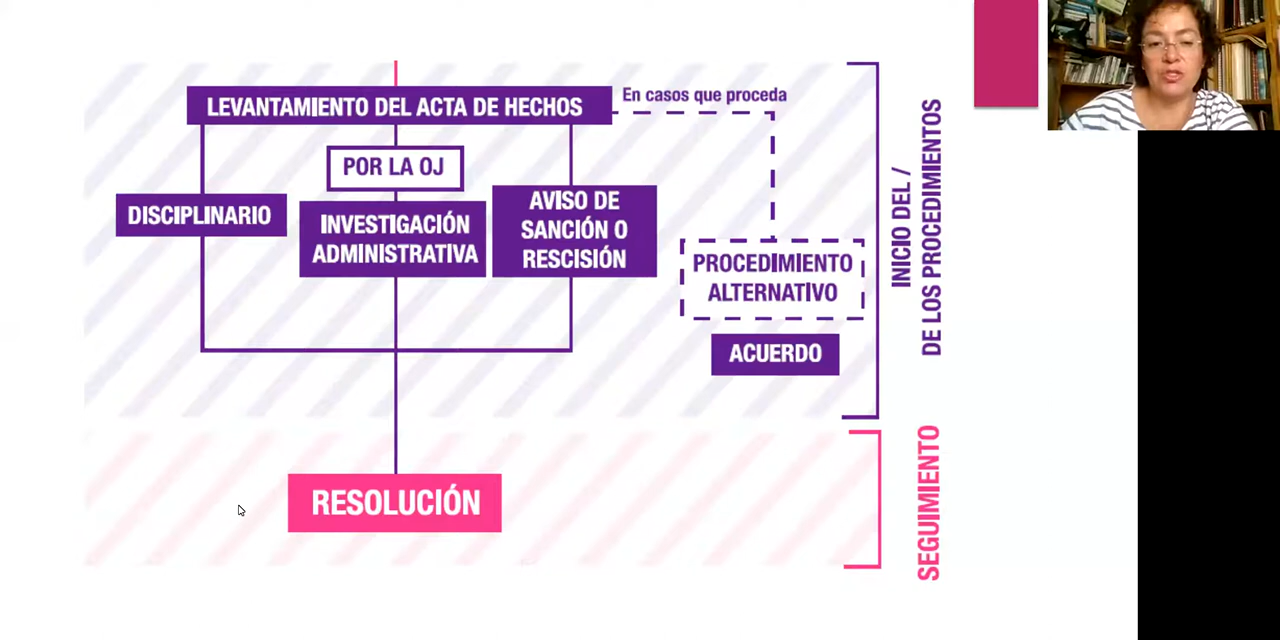 LEVANTAMIENTO DEL ACTA DE HECHOS
En casos que proceda
POR LA OJ
DISCIPLINARIO
INVESTIGACIÓN
ADMINISTRATIVA
AVISO DE
SANCIÓN O
RESCISIÓN
PROCEDIMIENTO
ALTERNATIVO
ACUERDO
INICIO DEL /
DE LOS PROCEDIMIENTOS
RESOLUCIÓN
SEGUIMIENTO